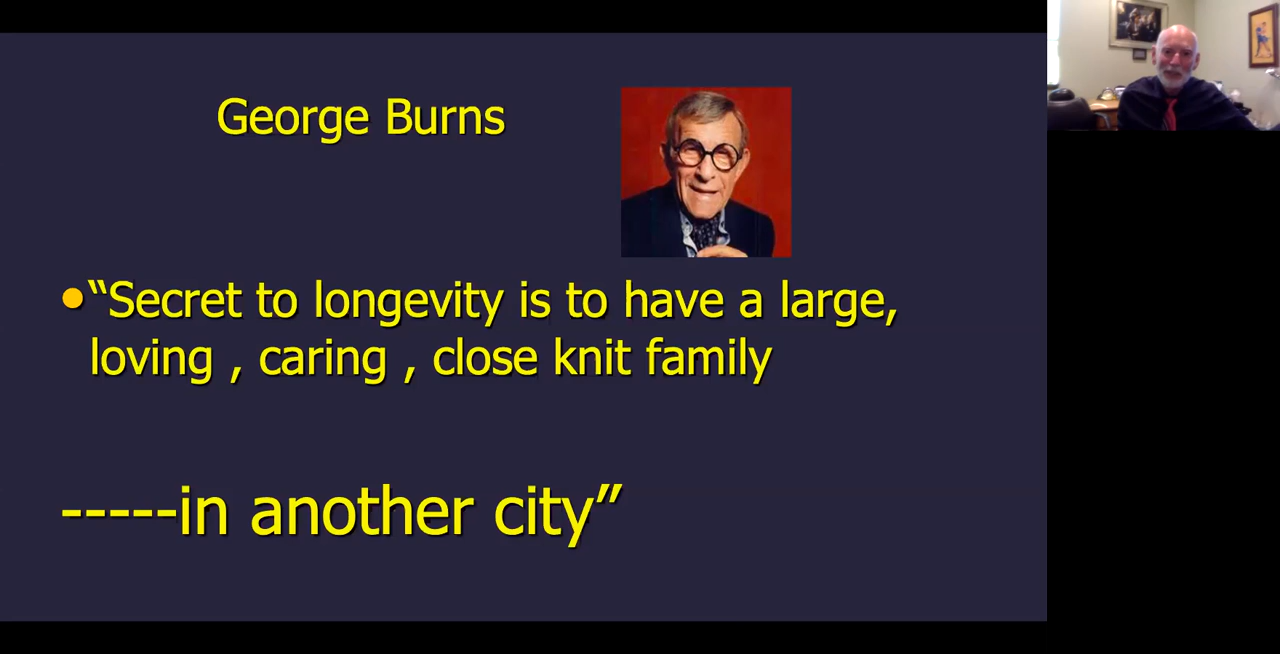 George Burns
•“Secret to longevity is to have a large,
loving , caring , close knit family
-----in another city”